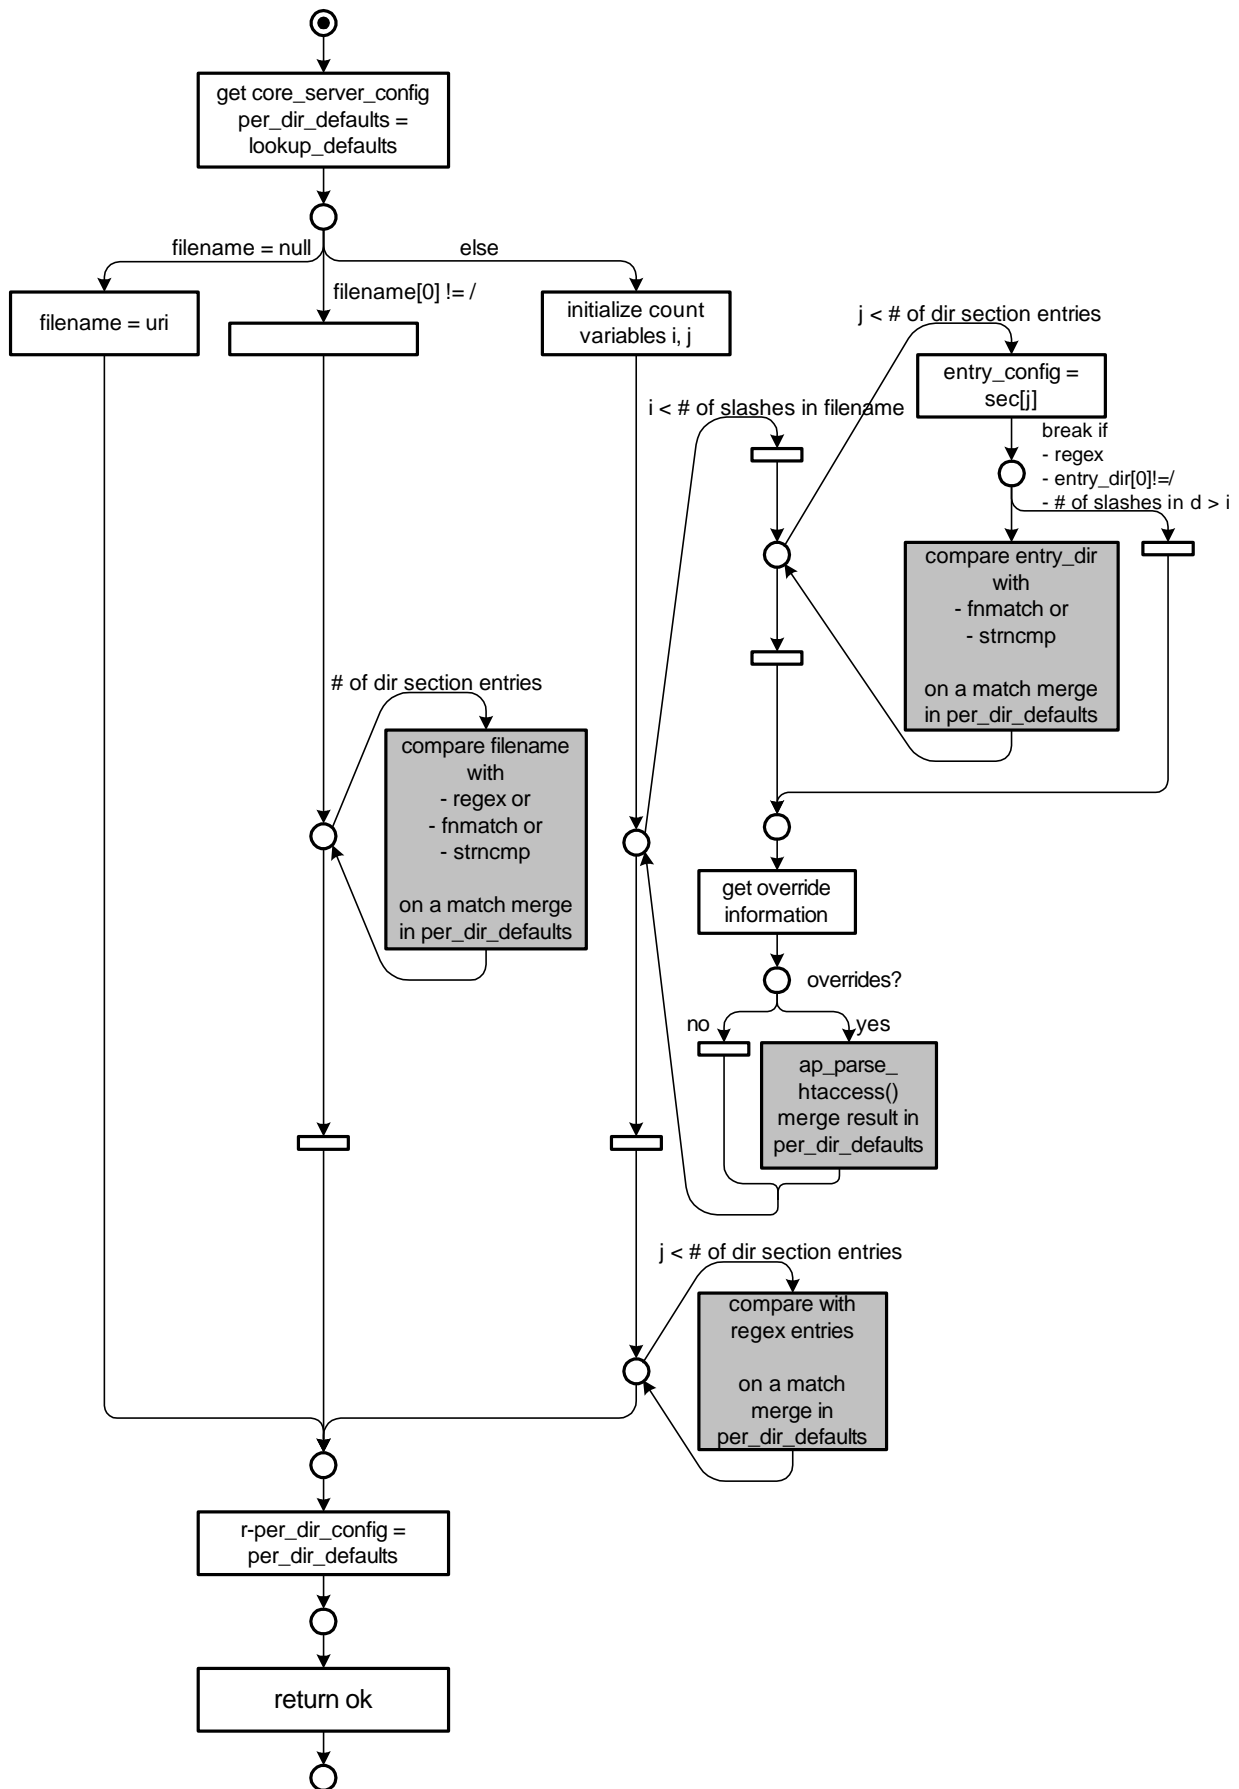 get core_server_config
per_dir_defaults =
lookup_defaults
filename = null
else
filename[0] != /
filename = uri
initialize count
variables i, j
j < # of dir section entries
entry_config =
sec[j]
i < # of slashes in filename
break if
- regex
- entry_dir[0]!=/
- # of slashes in d > i
compare entry_dir
with
- fnmatch or
- strncmp
on a match merge
in per_dir_defaults
# of dir section entries
compare filename
with
- regex or
- fnmatch or
- strncmp
on a match merge
in per_dir_defaults
get override
information
overrides?
no
yes
ap_parse_
htaccess()
merge result in
per_dir_defaults
j < # of dir section entries
compare with
regex entries
on a match
merge in
per_dir_defaults
r-per_dir_config =
per_dir_defaults
return ok